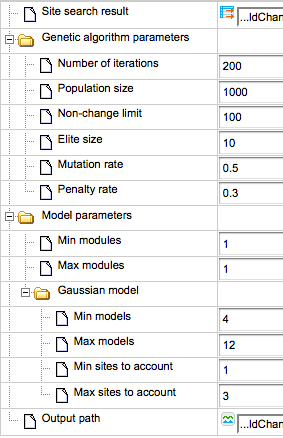 Site search result ...ldChan
Genetic algorithm parameters
Number of iterations 200
Population size 1000
Non-change limit 100
Elite size 10
Mutation rate 0.5
Penalty rate 0.3
Model parameters
Min modules 1
Max modules 1
Gaussian model
Min models 4
Max models 12
Min sites to account 1
Max sites to account 3
Output path ...ldChan